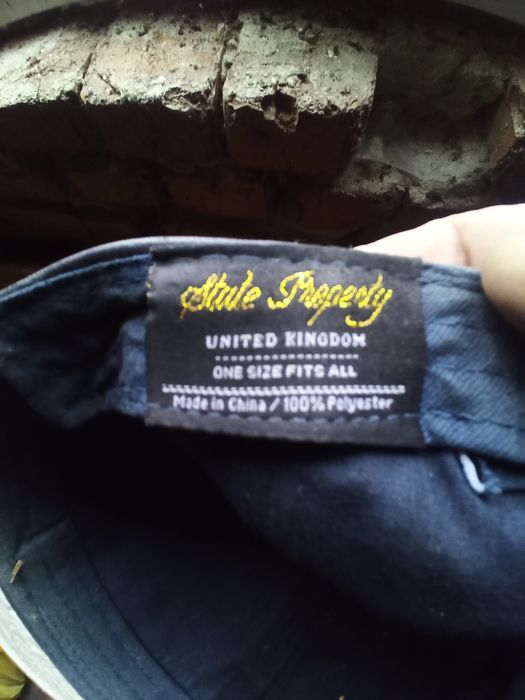 State Property
UNITED KINGDOM
ONE SIZE FITS ALL
Made in China / 100% Polyester